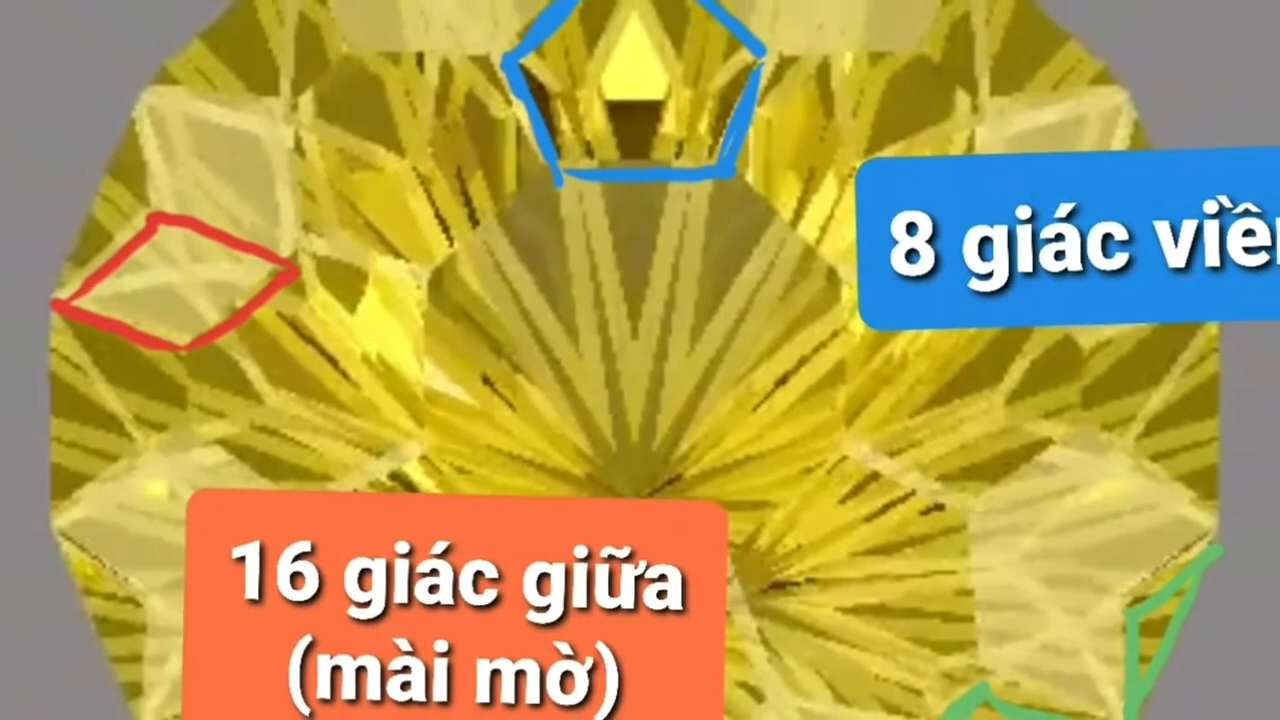 8 giác viề
16 giác giữa
(mài mờ)